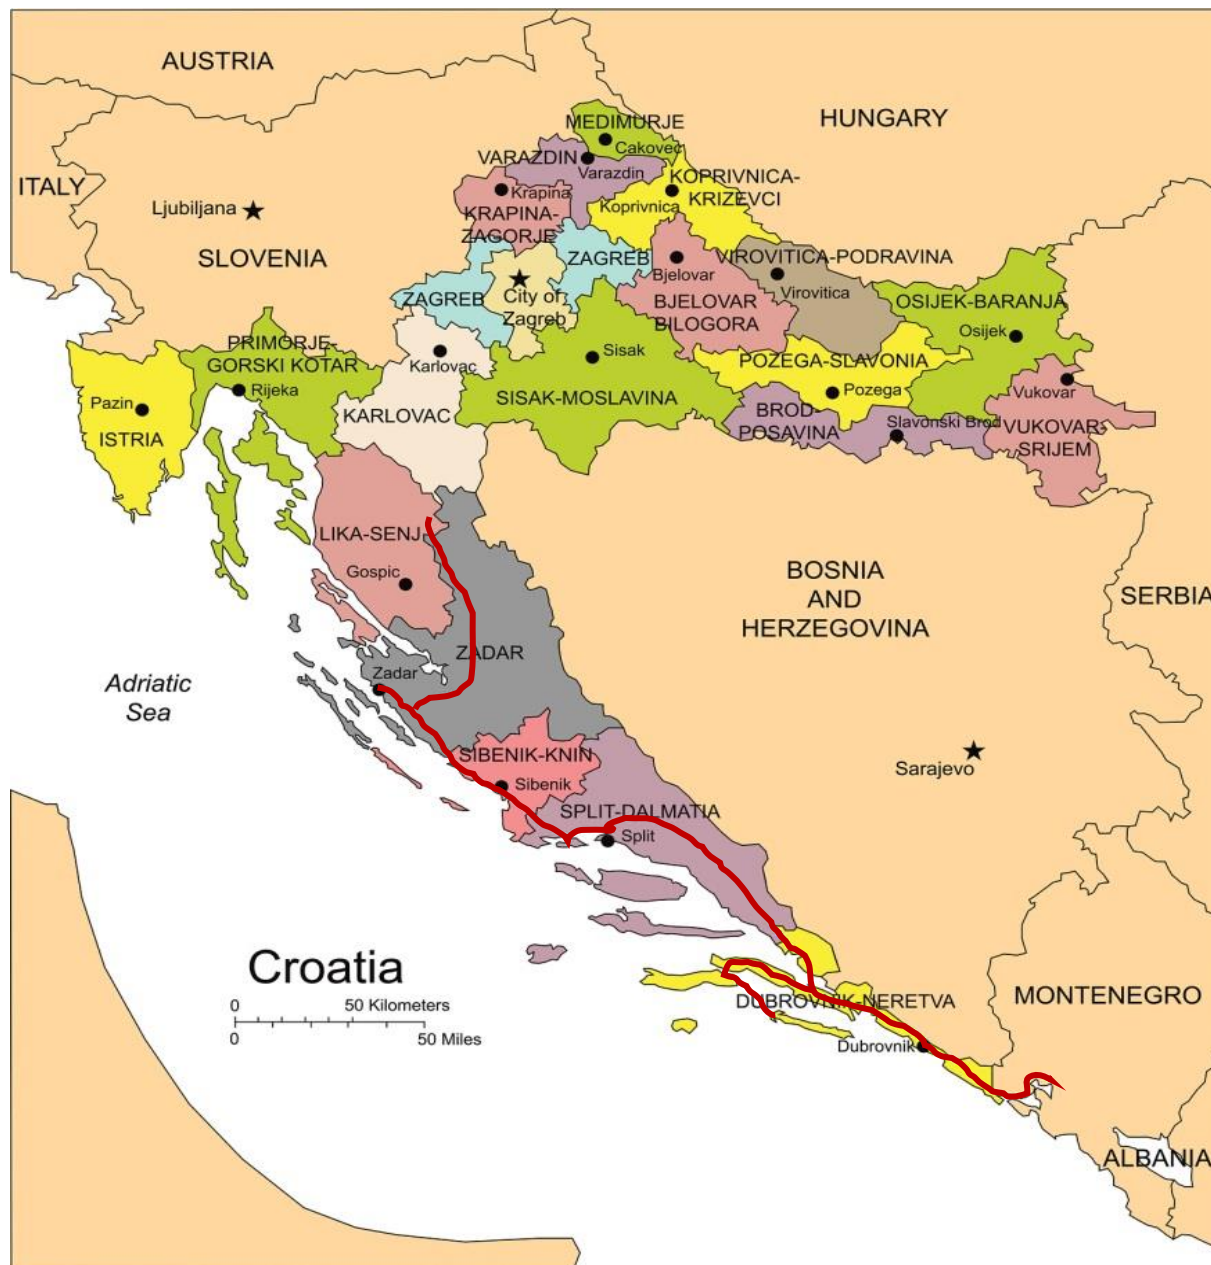 AUSTRIA
HUNGARY
ITALY
Ljubiljana
SLOVENIA
MEDIMURJE
Cakovec
VARAZDIN
Varazdin
Krapina
KRAPINA-
ZAGORJE
KOPRIVNICA-
KRIZEVCI
Koprivnica
ZAGREB
ZAGREB
City of
Zagreb
Bjelovar
BJELOVAR
BILOGORA
VIROVITICA-PODRAVINA
Virovitica
OSIJEK-BARANJA
Osijek
PRIMORJE-
GORSKI KOTAR
Rijeka
Karlovac
KARLOVAC
Sisak
SISAK-MOSLAVINA
POZEGA-SLAVONIA
Pozega
BROD-
POSAVINA
Slavonski Brod
Vukovar
VUKOVAR-
SRIJEM
Pazin
ISTRIA
LIKA-SENJ
Gospic
BOSNIA
AND
HERZEGOVINA
SERBIA
ZADAR
Zadar
Adriatic
Sea
SIBENIK-KNIN
Sibenik
SPLIT-DALMATIA
Split
Sarajevo
Croatia
0 50 Kilometers
0 50 Miles
DUBROVNIK-NERETVA
Dubrovnik
MONTENEGRO
ALBANIA